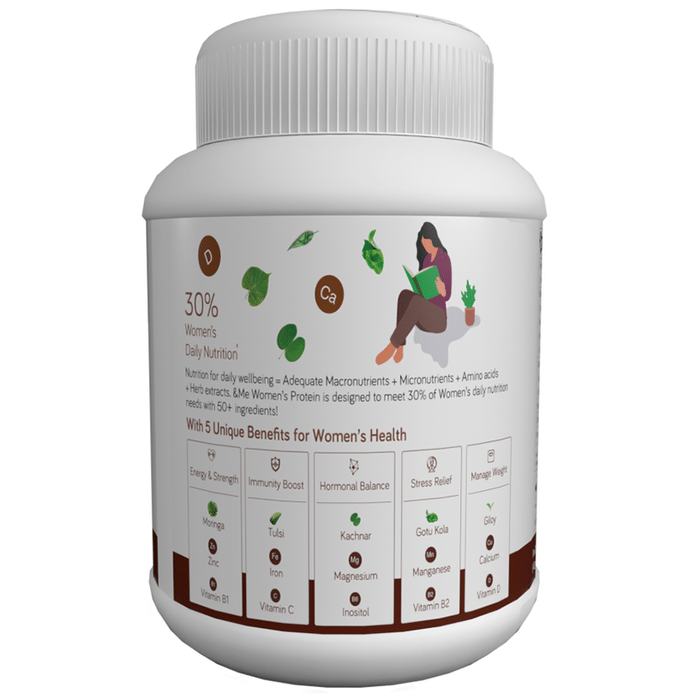 D
Ca
30%
Women's
Daily Nutrition
Nutrition for daily wellbeing = Adequate Macronutrients + Micronutrients + Amino acids
+ Herb extracts. &Me Women's Protein is designed to meet 30% of Women's daily nutrition
needs with 50+ ingredients!
With 5 Unique Benefits for Women's Health
Energy & Strength Immunity Boost Hormonal Balance Stress Relief Manage Weight
Moringa Tulsi Kachnar Gotu Kola Giloy
Zn Fe Mg Mn Ca
Zinc Iron Magnesium Manganese Calcium
B1 C B8 B2 D
Vitamin B1 Vitamin C Inositol Vitamin B2 Vitamin D